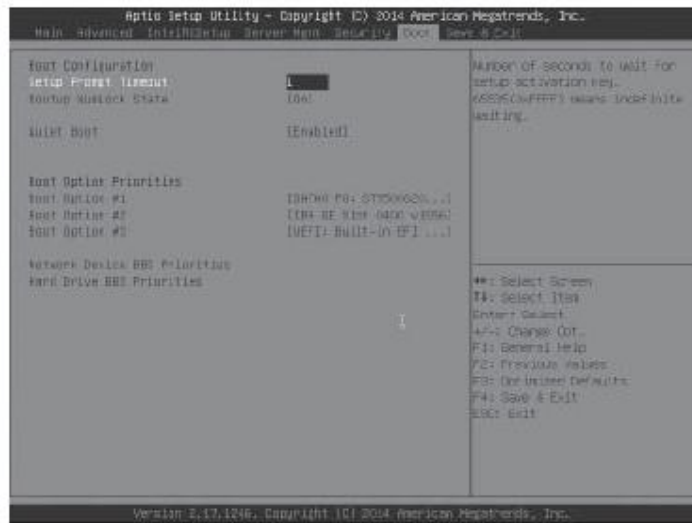 Aptio Setup Utility - Copyright (C) 2014 American Megatrends, Inc.
Main Advanced IntelRCSetup Server Mgmt Security Boot Save & Exit
Boot Configuration
Setup Prompt Timeout 1
Bootup NumLock State [On]
Quiet Boot [Enabled]
Boot Option Priorities
Boot Option #1
Boot Option #2
Boot Option #3 [UEFI: Built-in EFI ...]
Network Device BBS Priorities
Hard Drive BBS Priorities
Number of seconds to wait for
setup activation key.
65535(0xFFFF) means indefinite
waiting.
: Select Screen
: Select Item
Enter: Select
+/-: Change Opt.
F1: General Help
F2: Previous Values
F3: Optimized Defaults
F4: Save & Exit
ESC: Exit
Version 2.17.1246. Copyright (C) 2014 American Megatrends, Inc.